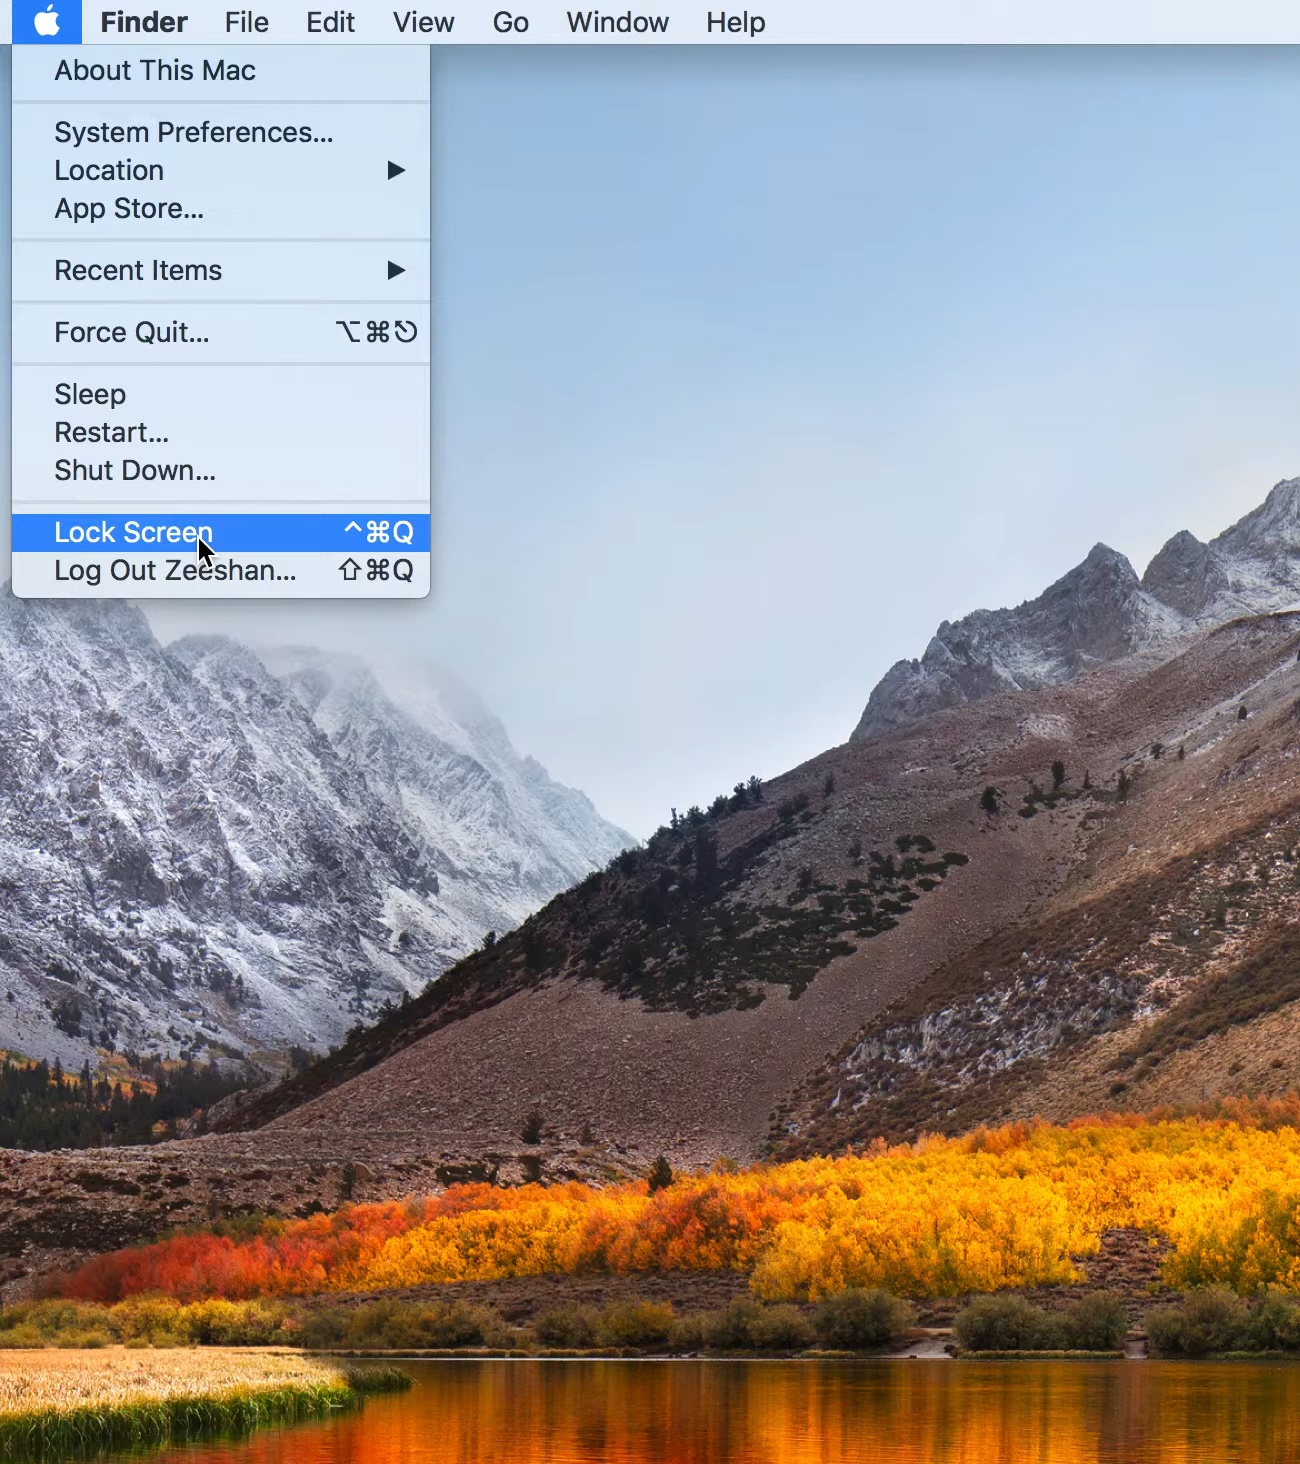 Finder File Edit View Go Window Help
About This Mac
System Preferences...
Location ▶
App Store...
Recent Items ▶
Force Quit... ⌥⌘⎋
Sleep
Restart...
Shut Down...
Lock Screen ^⌘Q
Log Out Zeeshan... ⇧⌘Q